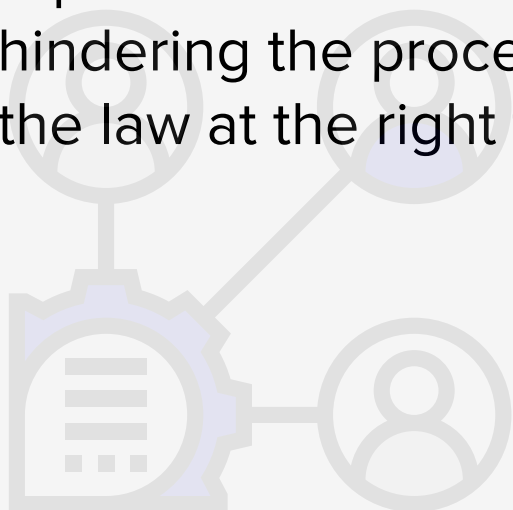 hindering the proce
the law at the right